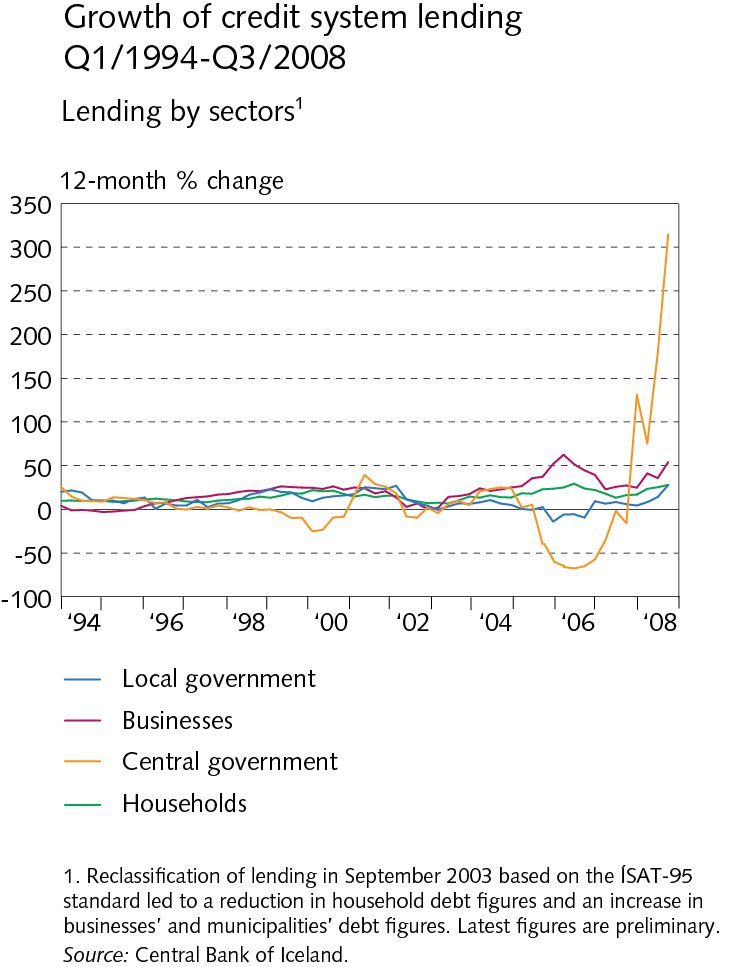 Growth of credit system lending
Q1/1994-Q3/2008
Lending by sectors¹
12-month % change
350
300
250
200
150
100
50
0
-50
-100
‘94 ‘96 ‘98 ‘00 ‘02 ‘04 ‘06 ‘08
Local government
Businesses
Central government
Households
1. Reclassification of lending in September 2003 based on the ÍSAT-95
standard led to a reduction in household debt figures and an increase in
businesses’ and municipalities’ debt figures. Latest figures are preliminary.
Source: Central Bank of Iceland.